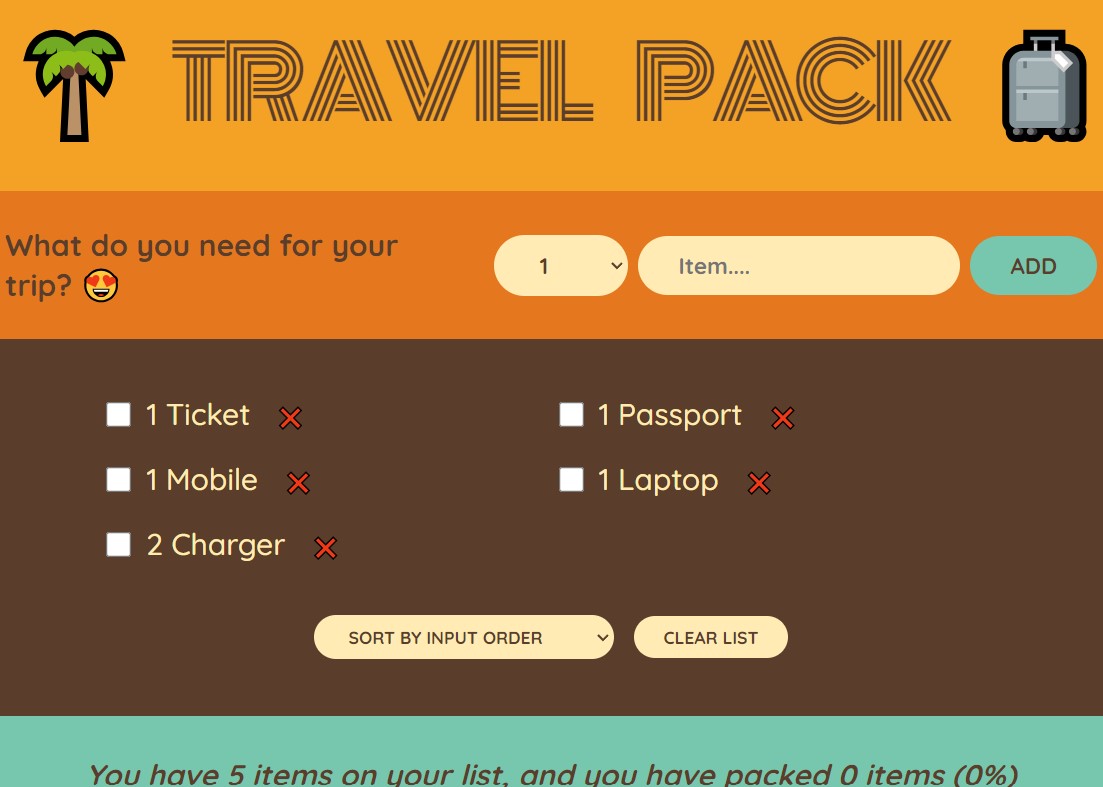 TRAVEL PACK
What do you need for your
trip?
1
Item....
ADD
1 Ticket
1 Passport
1 Mobile
1 Laptop
2 Charger
SORT BY INPUT ORDER
CLEAR LIST
You have 5 items on your list, and you have packed 0 items (0%)